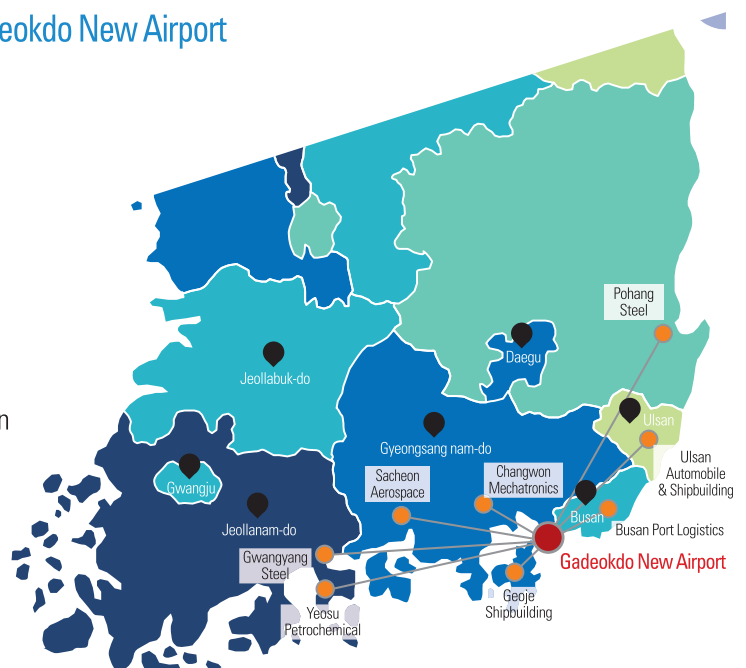 eokdo New Airport
Pohang
Steel
Daegu
Jeollabuk-do
Ulsan
n
Gyeongsang nam-do
Ulsan
Automobile
& Shipbuilding
Sacheon
Aerospace
Changwon
Mechatronics
Gwangju
Busan
Jeollanam-do
Busan Port Logistics
Gwangyang
Steel
Gadeokdo New Airport
Geoje
Shipbuilding
Yeosu
Petrochemical